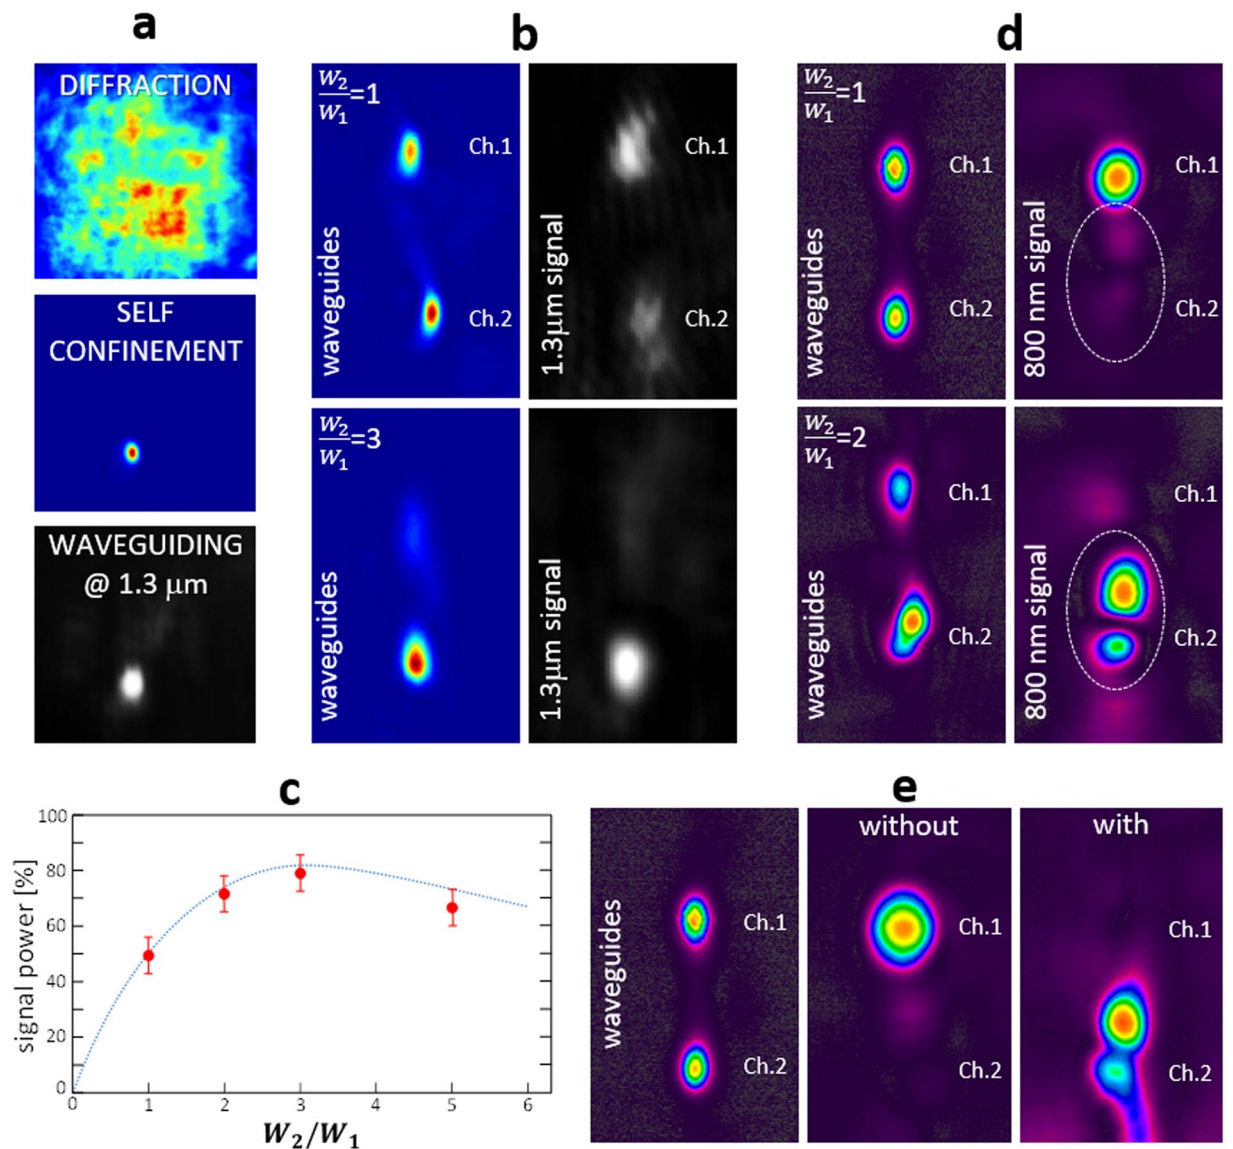 a
DIFFRACTION
SELF
CONFINEMENT
WAVEGUIDING
@ 1.3 μm
b
W2/W1=1
Ch.1
Ch.2
waveguides
Ch.1
Ch.2
1.3μm signal
W2/W1=3
waveguides
1.3μm signal
d
W2/W1=1
Ch.1
Ch.2
waveguides
Ch.1
Ch.2
800 nm signal
W2/W1=2
Ch.1
Ch.2
waveguides
Ch.1
Ch.2
800 nm signal
c
signal power [%]
100
80
60
40
20
0
0 1 2 3 4 5 6
W2/W1
e
waveguides
Ch.1
Ch.2
without
Ch.1
Ch.2
with
Ch.1
Ch.2